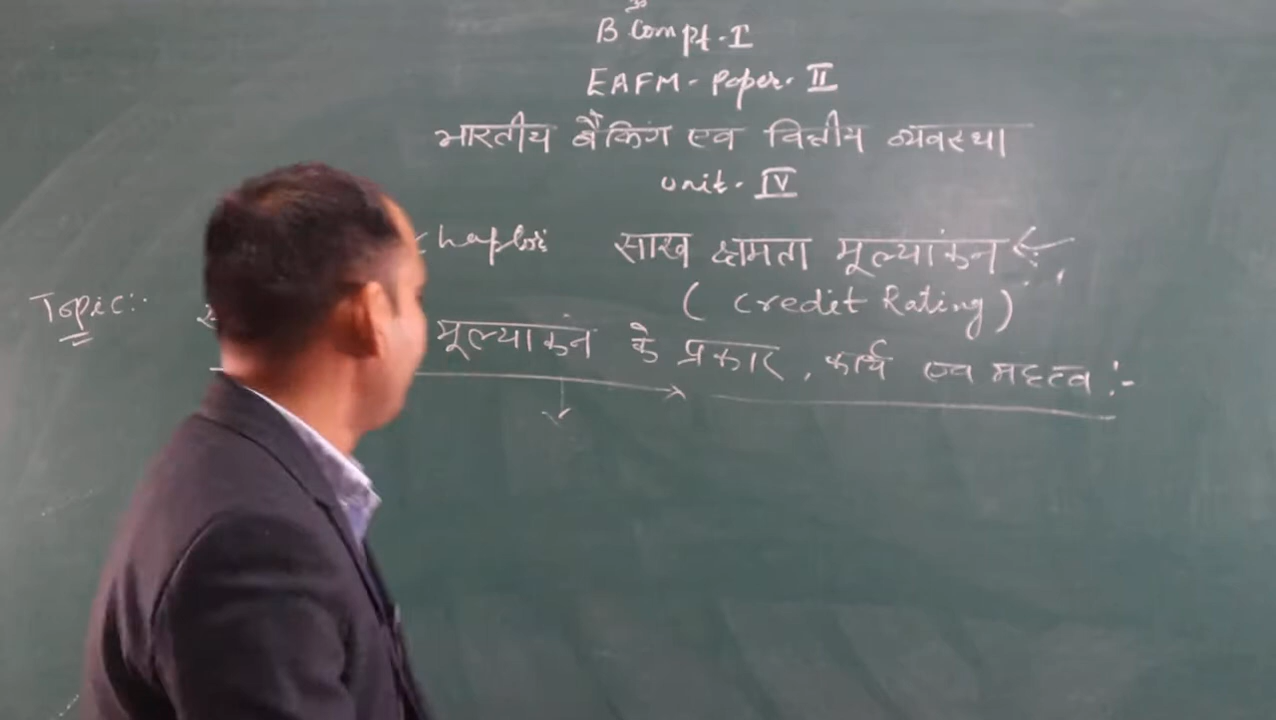 B Com pt.I
EAFM - Paper - II
भारतीय बैंकिंग एव वित्तीय व्यवस्था
unit - IV
साख क्षमता मूल्यांकन
( Credit Rating )
Topic :- मूल्यांकन के प्रकार, कार्य एव महत्व :-